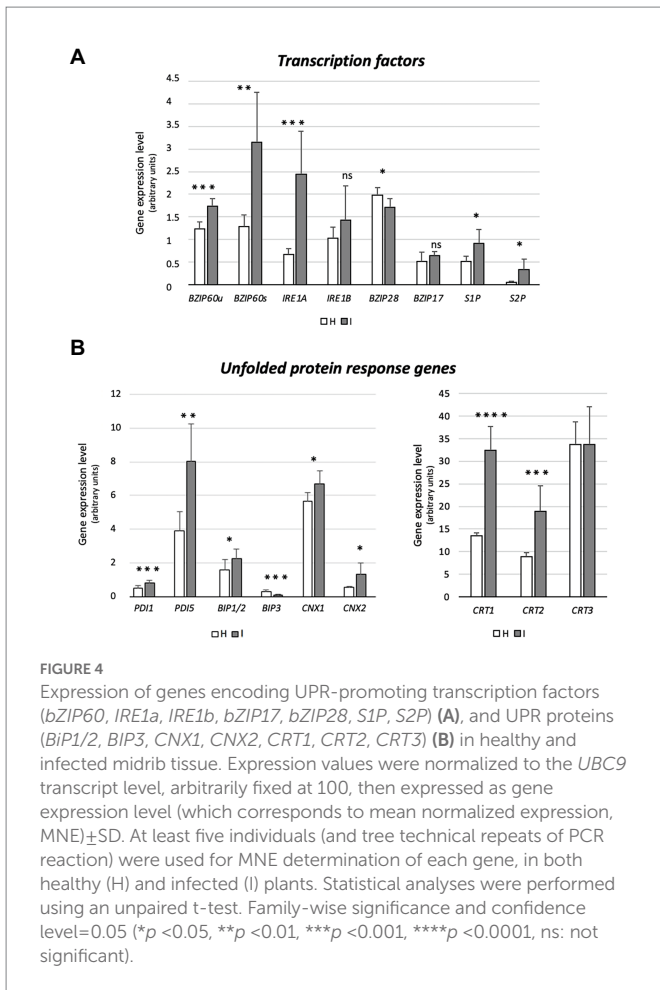 A
Transcription factors
Gene expression level
(arbitrary units)
4.5
4
3.5
3
2.5
2
1.5
1
0.5
0
***
**
***
ns
*
ns
*
*
BZIP60u BZIP60s IRE1A IRE1B BZIP28 BZIP17 S1P S2P
H I
B
Unfolded protein response genes
Gene expression level
(arbitrary units)
12
10
8
6
4
2
0
***
**
*
***
*
*
PDI1 PDI5 BIP1/2 BIP3 CNX1 CNX2
H I
Gene expression level
(arbitrary units)
45
40
35
30
25
20
15
10
5
0
****
***
CRT1 CRT2 CRT3
H I
FIGURE 4
Expression of genes encoding UPR-promoting transcription factors
(bZIP60, IRE1a, IRE1b, bZIP17, bZIP28, S1P, S2P) (A), and UPR proteins
(BiP1/2, BIP3, CNX1, CNX2, CRT1, CRT2, CRT3) (B) in healthy and
infected midrib tissue. Expression values were normalized to the UBC9
transcript level, arbitrarily fixed at 100, then expressed as gene
expression level (which corresponds to mean normalized expression,
MNE)±SD. At least five individuals (and tree technical repeats of PCR
reaction) were used for MNE determination of each gene, in both
healthy (H) and infected (I) plants. Statistical analyses were performed
using an unpaired t-test. Family-wise significance and confidence
level=0.05 (*p <0.05, **p <0.01, ***p <0.001, ****p <0.0001, ns: not
significant).